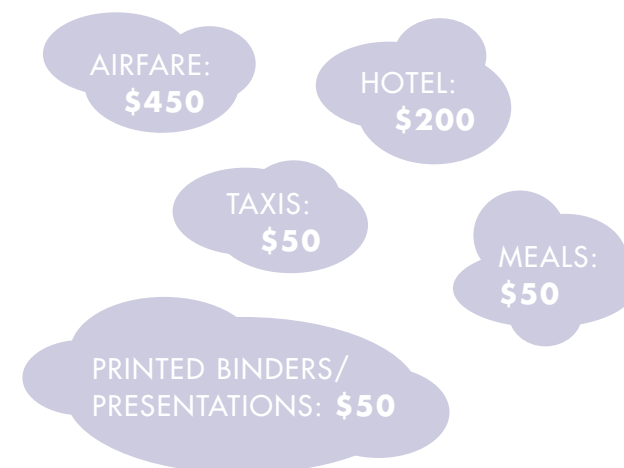 AIRFARE:
$450
HOTEL:
$200
TAXIS:
$50
MEALS:
$50
PRINTED BINDERS/
PRESENTATIONS: $50